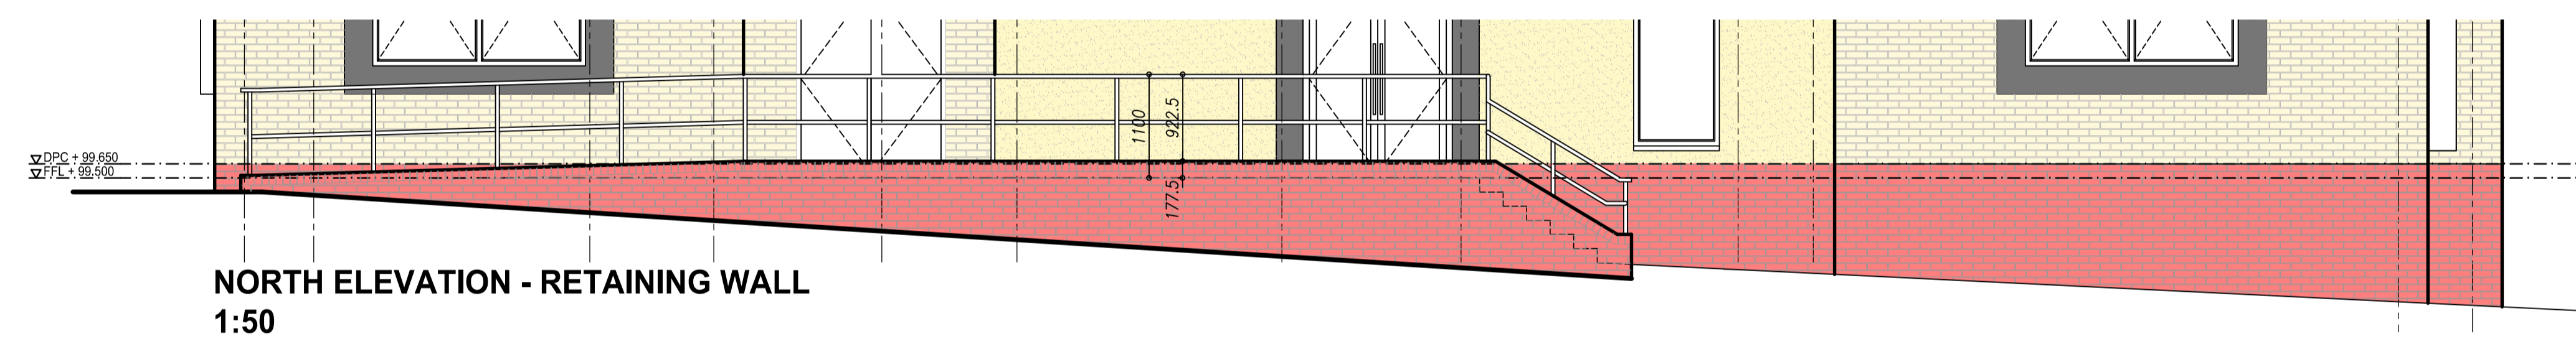 1100
922.5
DPC + 99.650
FFL + 99.500
177.5
NORTH ELEVATION - RETAINING WALL
1:50